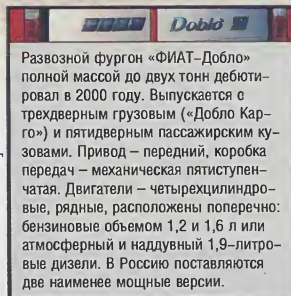 FIAT Doblò
Развозной фургон «ФИАТ-Добло»
полной массой до двух тонн дебюти-
ровал в 2000 году. Выпускается с
трехдверным грузовым («Добло Кар-
го») и пятидверным пассажирским ку-
зовами. Привод – передний, коробка
передач – механическая пятиступен-
чатая. Двигатели – четырехцилиндро-
вые, рядные, расположены поперечно:
бензиновые объемом 1,2 и 1,6 л или
атмосферный и наддувный 1,9-литро-
вые дизели. В Россию поставляются
две наименее мощные версии.